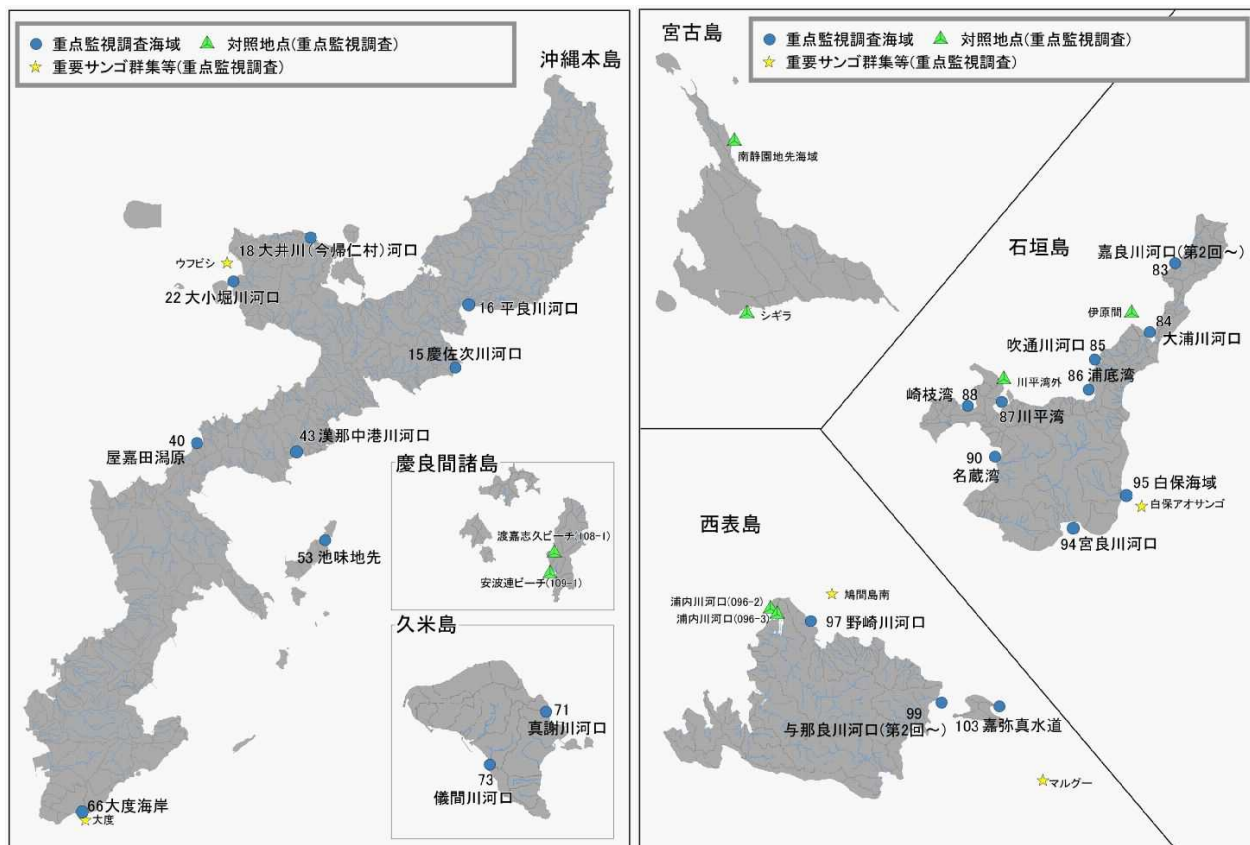 重点監視調査海域
対照地点(重点監視調査)
重要サンゴ群集等(重点監視調査)
沖縄本島
18 大井川(今帰仁村)河口
ウフビシ
22 大小堀川河口
16 平良川河口
15 慶佐次川河口
43 漢那中港川河口
40
屋嘉田潟原
慶良間諸島
渡嘉志久ビーチ(108-1)
安波連ビーチ(109-1)
53 池味地先
久米島
71
真謝川河口
73
儀間川河口
66大度海岸
大度
宮古島
重点監視調査海域
対照地点(重点監視調査)
重要サンゴ群集等(重点監視調査)
南静園地先海域
シギラ
石垣島
嘉良川河口(第2回～)
83
伊原間
84
大浦川河口
吹通川河口
85
86 浦底湾
川平湾外
崎枝湾
88
87川平湾
90
名蔵湾
95 白保海域
白保アオサンゴ
94宮良川河口
西表島
鳩間島南
浦内川河口(096-2)
浦内川河口(096-3)
97 野崎川河口
99
与那良川河口(第2回～)
103 嘉弥真水道
マルグー